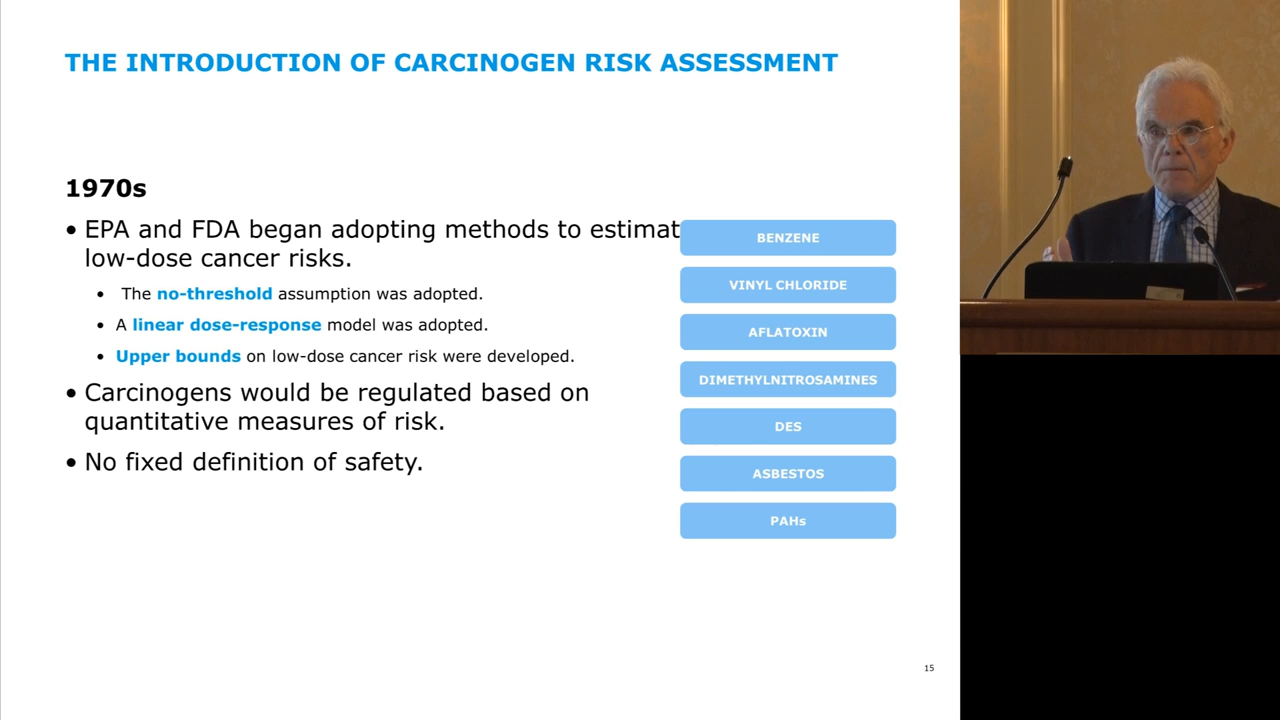 THE INTRODUCTION OF CARCINOGEN RISK ASSESSMENT
1970s
• EPA and FDA began adopting methods to estimat
low-dose cancer risks.
• The no-threshold assumption was adopted.
• A linear dose-response model was adopted.
• Upper bounds on low-dose cancer risk were developed.
• Carcinogens would be regulated based on
quantitative measures of risk.
• No fixed definition of safety.
BENZENE
VINYL CHLORIDE
AFLATOXIN
DIMETHYLNITROSAMINES
DES
ASBESTOS
PAHs
15